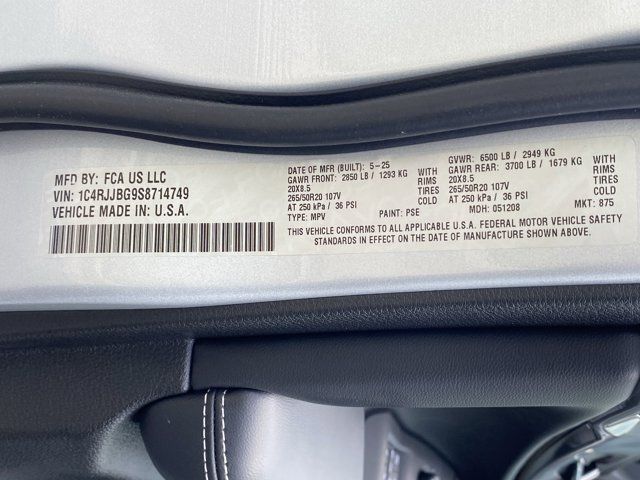 MFD BY: FCA US LLC
VIN: 1C4RJJBG9S8714749
VEHICLE MADE IN: U.S.A.
DATE OF MFR (BUILT): 5-25
GAWR FRONT: 2850 LB / 1293 KG WITH
20X8.5 RIMS
265/50R20 107V TIRES
AT 250 kPa / 36 PSI COLD
TYPE: MPV PAINT: PSE
GVWR: 6500 LB / 2949 KG
GAWR REAR: 3700 LB / 1679 KG WITH
20X8.5 RIMS
265/50R20 107V TIRES
AT 250 kPa / 36 PSI COLD
MDH: 051208 MKT: 875
THIS VEHICLE CONFORMS TO ALL APPLICABLE U.S.A. FEDERAL MOTOR VEHICLE SAFETY
STANDARDS IN EFFECT ON THE DATE OF MANUFACTURE SHOWN ABOVE.